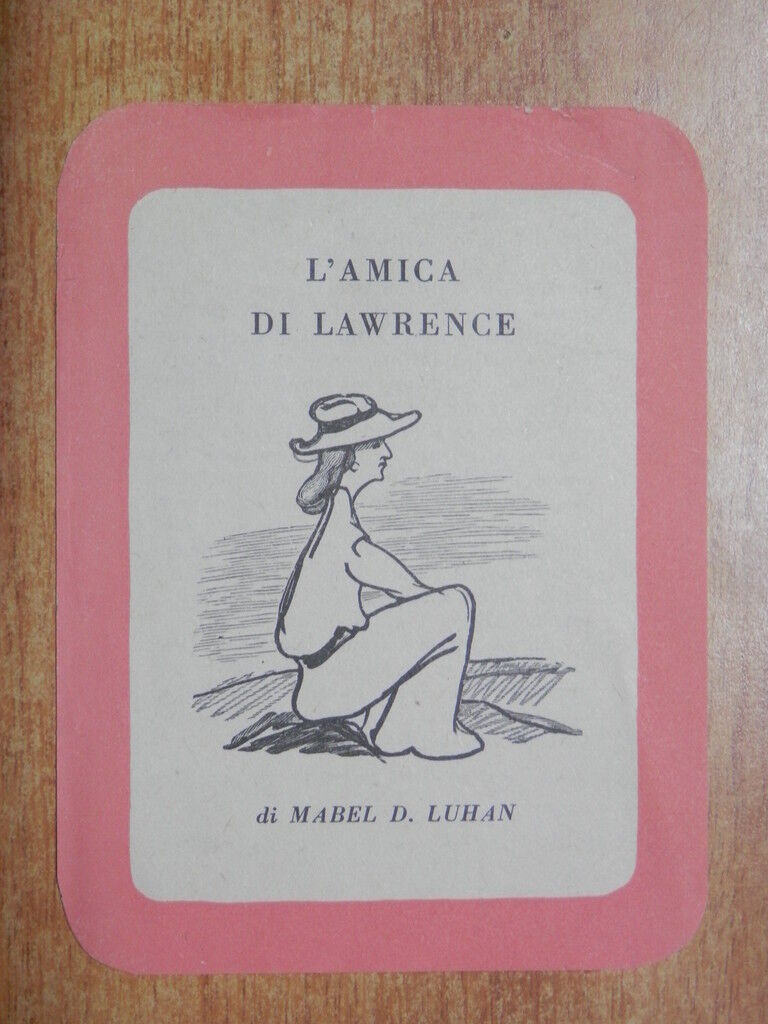 L'AMICA
DI LAWRENCE
di MABEL D. LUHAN